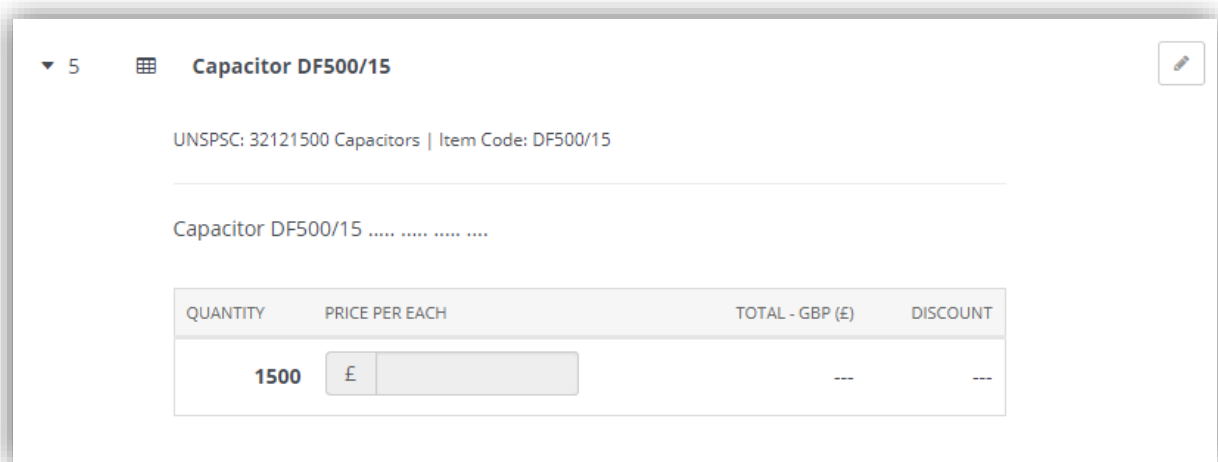 5 Capacitor DF500/15
UNSPSC: 32121500 Capacitors | Item Code: DF500/15
Capacitor DF500/15 ..... ..... ..... ....
QUANTITY PRICE PER EACH TOTAL - GBP (£) DISCOUNT
1500 £ --- ---